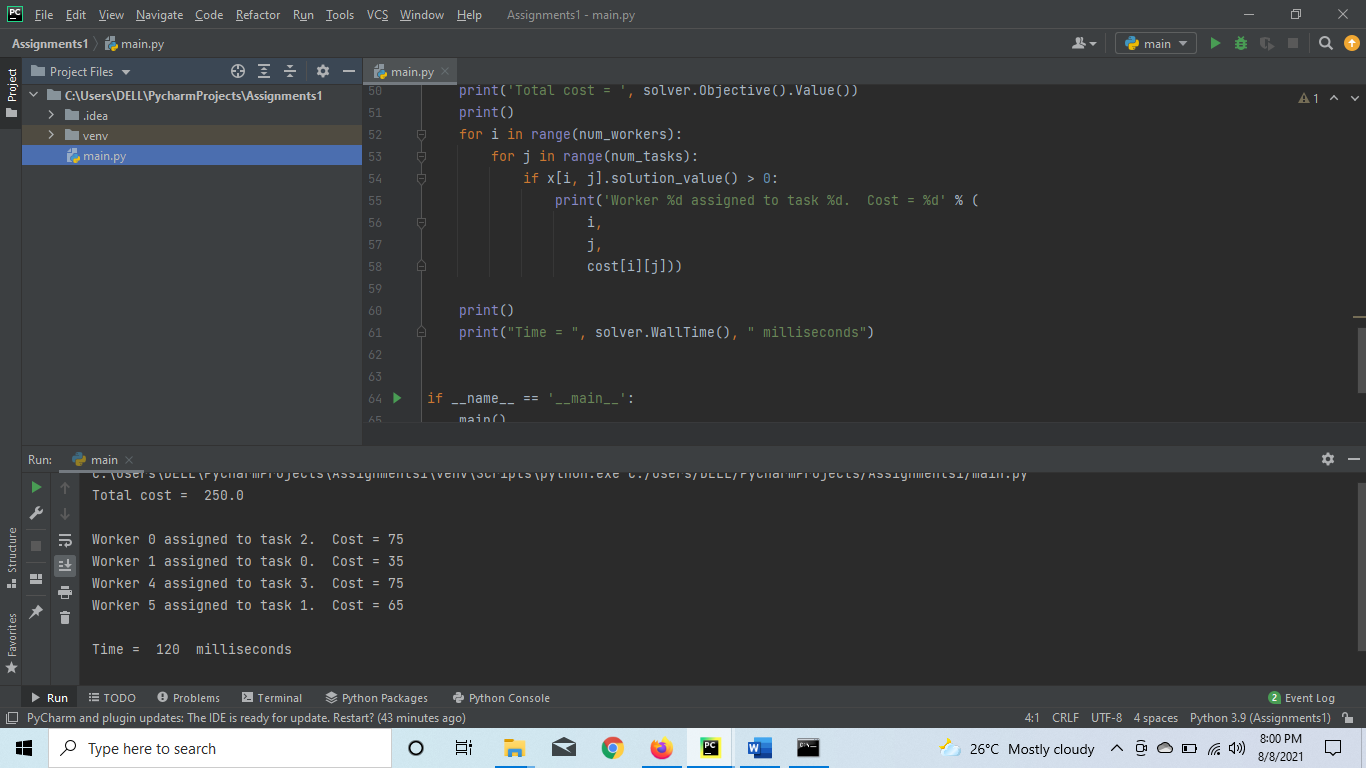 File Edit View Navigate Code Refactor Run Tools VCS Window Help Assignments1 - main.py
Assignments1 main.py main
Project Files main.py
C:\Users\DELL\PycharmProjects\Assignments1
.idea
venv
main.py
Project
50 print('Total cost = ', solver.Objective().Value())
51 print()
52 for i in range(num_workers):
53 for j in range(num_tasks):
54 if x[i, j].solution_value() > 0:
55 print('Worker %d assigned to task %d.  Cost = %d' % (
56 i,
57 j,
58 cost[i][j]))
59
60 print()
61 print("Time = ", solver.WallTime(), " milliseconds")
62
63
64 if __name__ == '__main__':
65 main()
1
Run: main
C:\Users\DELL\PycharmProjects\Assignments1\venv\Scripts\python.exe C:/Users/DELL/PycharmProjects/Assignments1/main.py
Total cost =  250.0
Worker 0 assigned to task 2.  Cost = 75
Worker 1 assigned to task 0.  Cost = 35
Worker 4 assigned to task 3.  Cost = 75
Worker 5 assigned to task 1.  Cost = 65
Time =  120  milliseconds
Structure
Favorites
Run TODO Problems Terminal Python Packages Python Console 2 Event Log
PyCharm and plugin updates: The IDE is ready for update. Restart? (43 minutes ago) 4:1 CRLF UTF-8 4 spaces Python 3.9 (Assignments1)
Type here to search 26°C Mostly cloudy 8:00 PM
8/8/2021